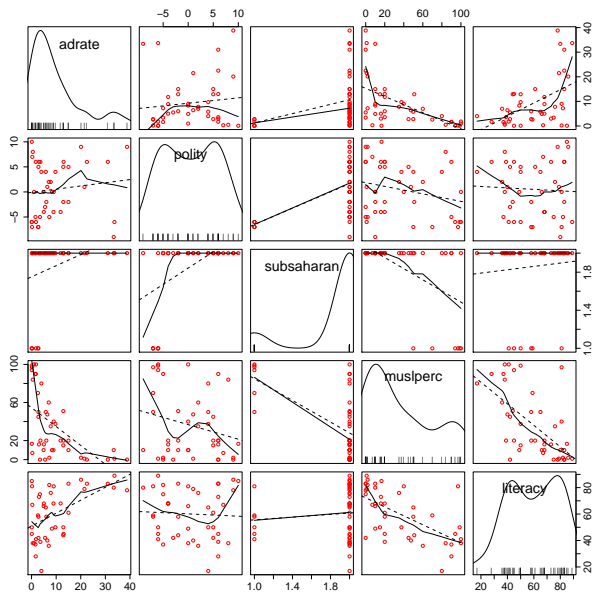 −5 0 5 10
0 20 40 60 100
adrate
0 10 20 30 40
−5 0 5 10
polity
subsaharan
1.0 1.4 1.8
0 20 60 100
muslperc
literacy
20 40 60 80
0 10 20 30 40
1.0 1.4 1.8
20 40 60 80